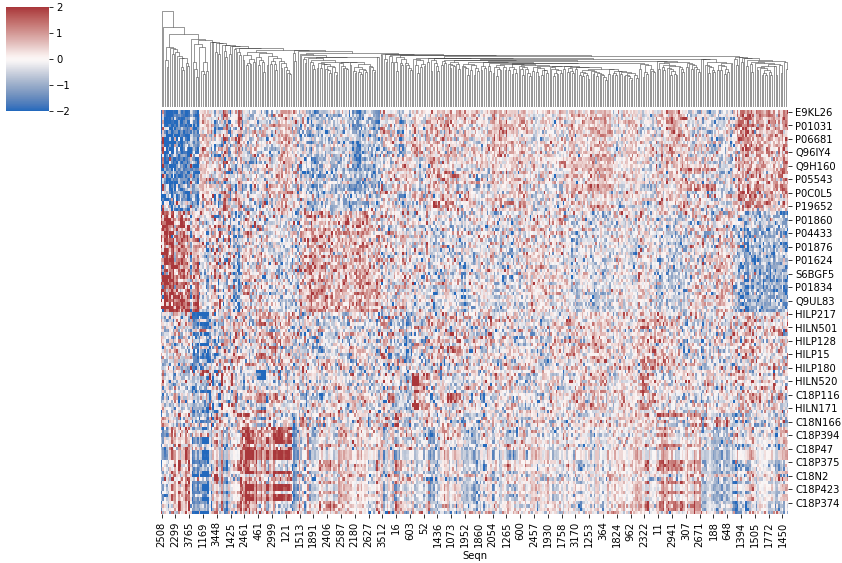 2
1
0
−1
−2
E9KL26
P01031
P06681
Q96IY4
Q9H160
P05543
P0C0L5
P19652
P01860
P04433
P01876
P01624
S6BGF5
P01834
Q9UL83
HILP217
HILN501
HILP128
HILP15
HILP180
HILN520
C18P116
HILN171
C18N166
C18P394
C18P47
C18P375
C18N2
C18P423
C18P374
2508
2299
3765
1169
3448
1425
2461
461
2999
121
1513
1891
2406
2587
2180
2627
3512
16
603
52
1436
1073
1952
1860
2054
1265
600
2457
1930
1758
3170
1253
364
1824
962
2322
11
2941
307
2671
188
648
1394
1505
1772
1450
Seqn